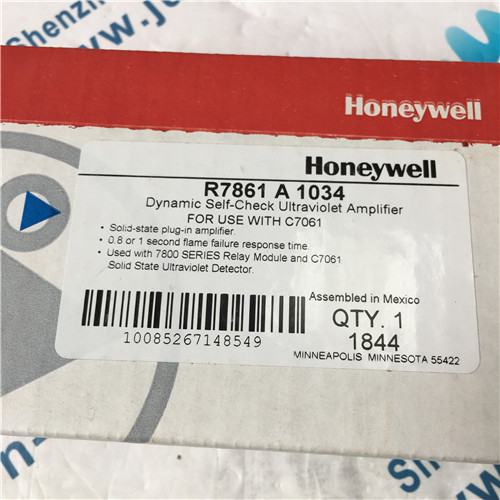 Shenzhen
Honeywell
Honeywell
R7861 A 1034
Dynamic Self-Check Ultraviolet Amplifier
FOR USE WITH C7061
• Solid-state plug-in amplifier.
• 0.8 or 1 second flame failure response time.
• Used with 7800 SERIES Relay Module and C7061
Solid State Ultraviolet Detector.
Assembled in Mexico
QTY. 1
1844
10085267148549
MINNEAPOLIS MINNESOTA 55422